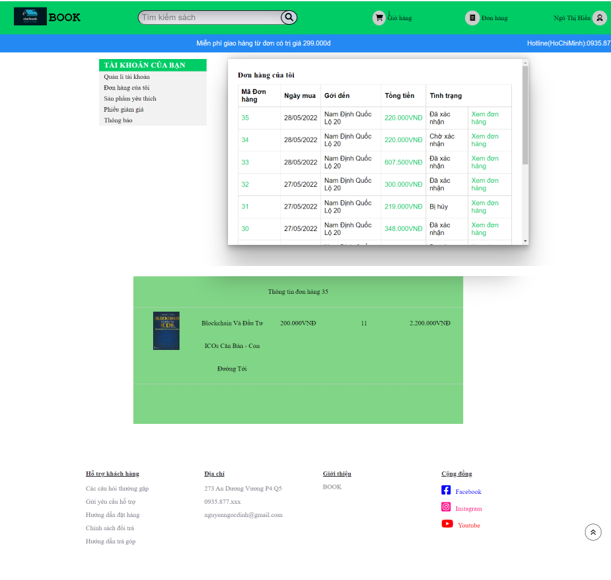 BOOK
Tìm kiếm sách
Giỏ hàng
Đơn hàng
Ngô Thị Hiền
Miễn phí giao hàng từ đơn có trị giá 299.000đ
Hotline(HoChiMinh):0935.87
TÀI KHOẢN CỦA BẠN
Quản lí tài khoản
Đơn hàng của tôi
Sản phẩm yêu thích
Phiếu giảm giá
Thông báo
Đơn hàng của tôi
Mã Đơn hàng Ngày mua Gởi đến Tổng tiền Tình trạng
35 28/05/2022 Nam Định Quốc Lộ 20 220.000VNĐ Đã xác nhận Xem đơn hàng
34 28/05/2022 Nam Định Quốc Lộ 20 220.000VNĐ Chờ xác nhận Xem đơn hàng
33 28/05/2022 Nam Định Quốc Lộ 20 607.500VNĐ Đã xác nhận Xem đơn hàng
32 27/05/2022 Nam Định Quốc Lộ 20 300.000VNĐ Đã xác nhận Xem đơn hàng
31 27/05/2022 Nam Định Quốc Lộ 20 219.000VNĐ Bị hủy Xem đơn hàng
30 27/05/2022 Nam Định Quốc Lộ 20 348.000VNĐ Đã xác nhận Xem đơn hàng
Thông tin đơn hàng 35
Blockchain Và Đầu Tư 200.000VNĐ 11 2.200.000VNĐ
ICOs Căn Bản - Con
Đường Tới
Hỗ trợ khách hàng
Các câu hỏi thường gặp
Gửi yêu cầu hỗ trợ
Hướng dẫn đặt hàng
Chính sách đổi trả
Hướng dẫn trả góp
Địa chỉ
273 An Dương Vương P4 Q5
0935.877.xxx
nguyenngocdinh@gmail.com
Giới thiệu
BOOK
Cộng đồng
Facebook
Instagram
Youtube